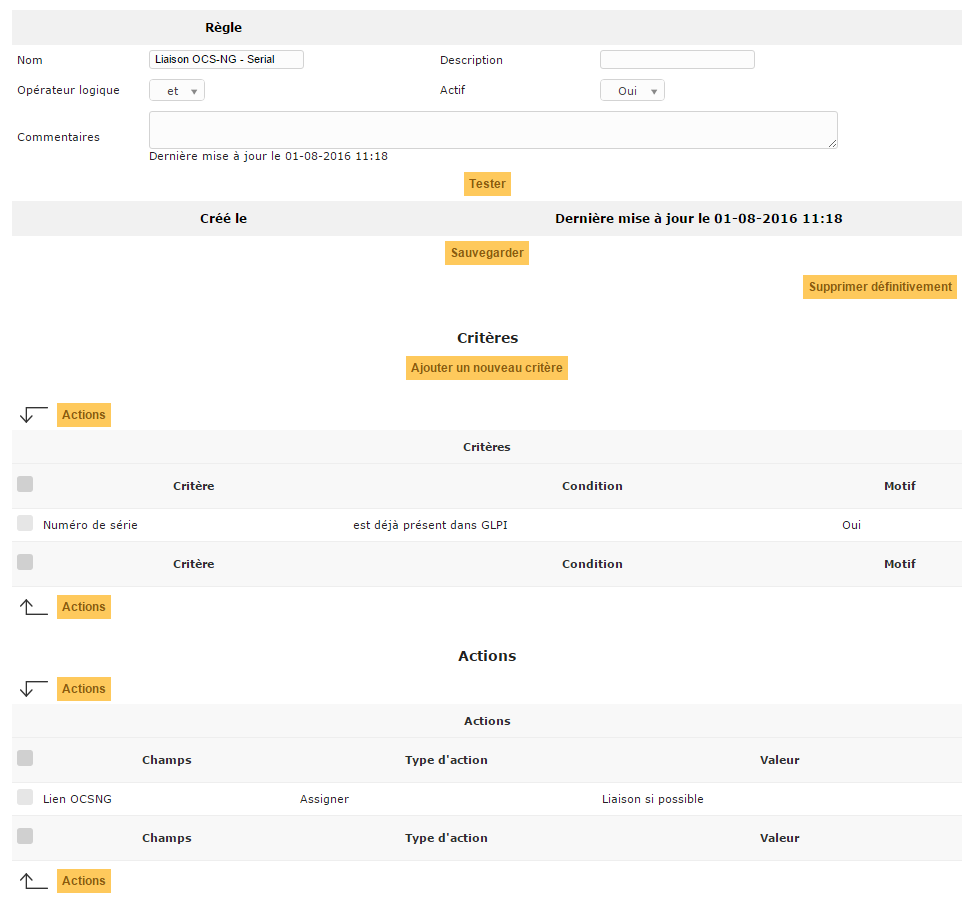 Règle
Nom Liaison OCS-NG - Serial Description
Opérateur logique et Actif Oui
Commentaires
Dernière mise à jour le 01-08-2016 11:18
Tester
Créé le Dernière mise à jour le 01-08-2016 11:18
Sauvegarder
Supprimer définitivement
Critères
Ajouter un nouveau critère
Actions
Critères
Critère Condition Motif
Numéro de série est déjà présent dans GLPI Oui
Critère Condition Motif
Actions
Actions
Actions
Actions
Champs Type d'action Valeur
Lien OCSNG Assigner Liaison si possible
Champs Type d'action Valeur
Actions